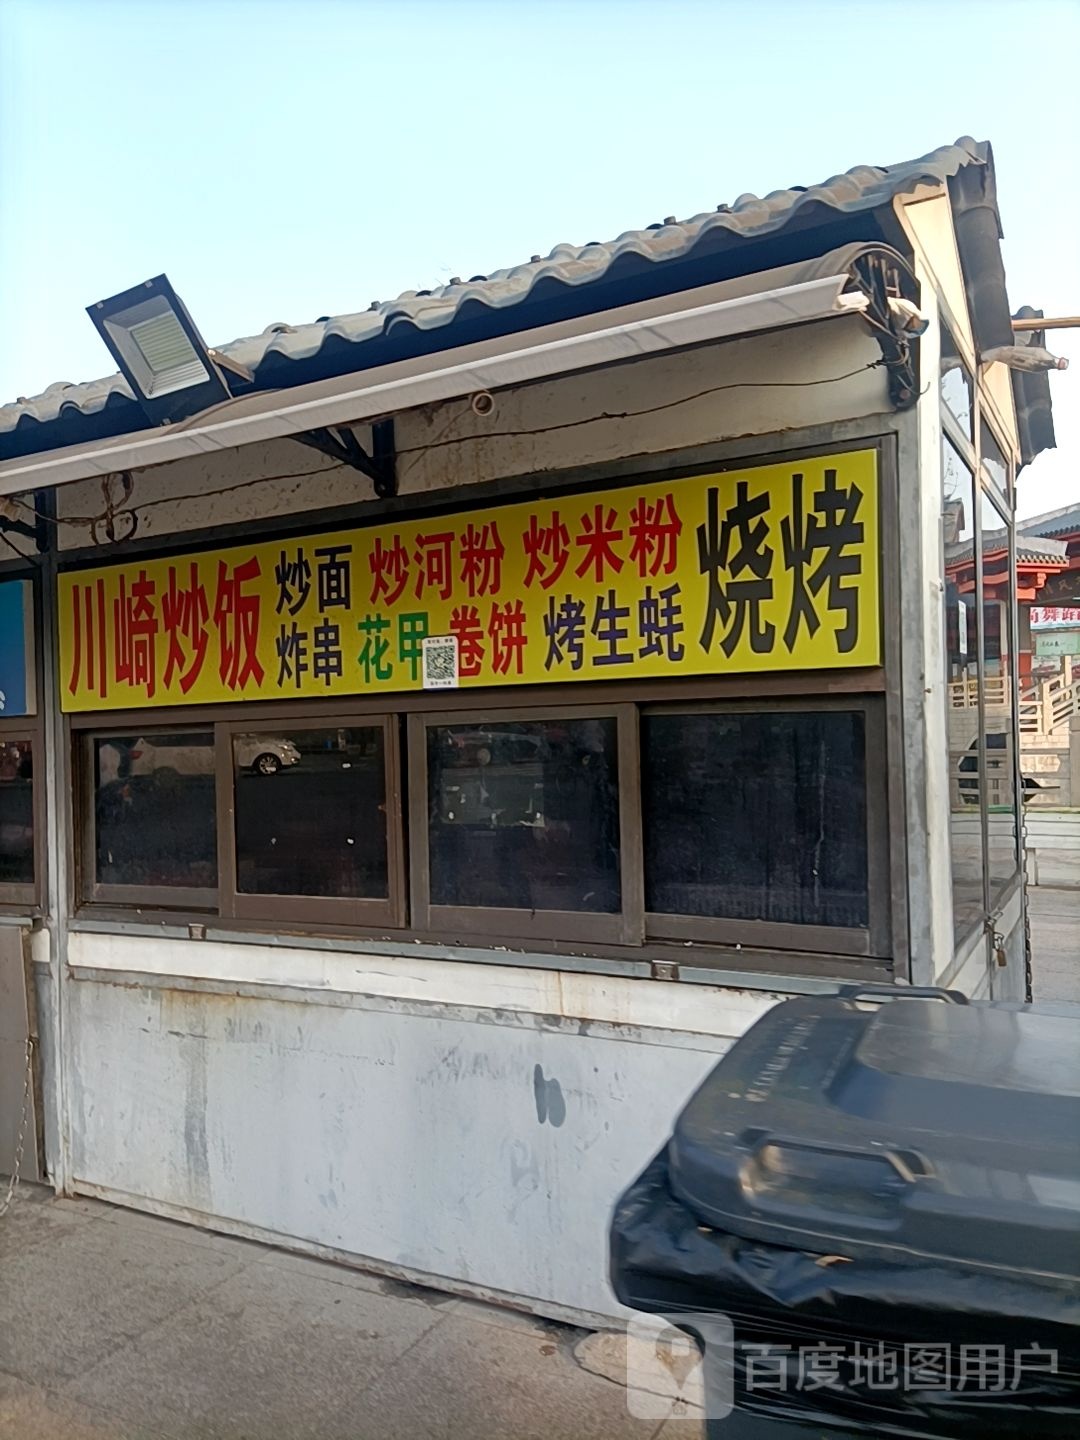 川崎炒饭 炒面 炒河粉 炒米粉 烧烤
炸串 花甲 卷饼 烤生蚝
百度地图用户